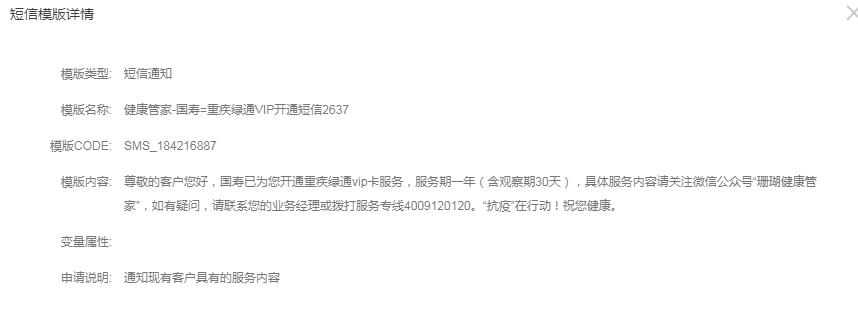 短信模版详情
模版类型: 短信通知
模版名称: 健康管家-国寿=重疾绿通VIP开通短信2637
模版CODE: SMS_184216887
模版内容: 尊敬的客户您好，国寿已为您开通重疾绿通vip卡服务，服务期一年（含观察期30天），具体服务内容请关注微信公众号“珊瑚健康管
家”，如有疑问，请联系您的业务经理或拨打服务专线4009120120。“抗疫”在行动！祝您健康。
变量属性:
申请说明: 通知现有客户具有的服务内容